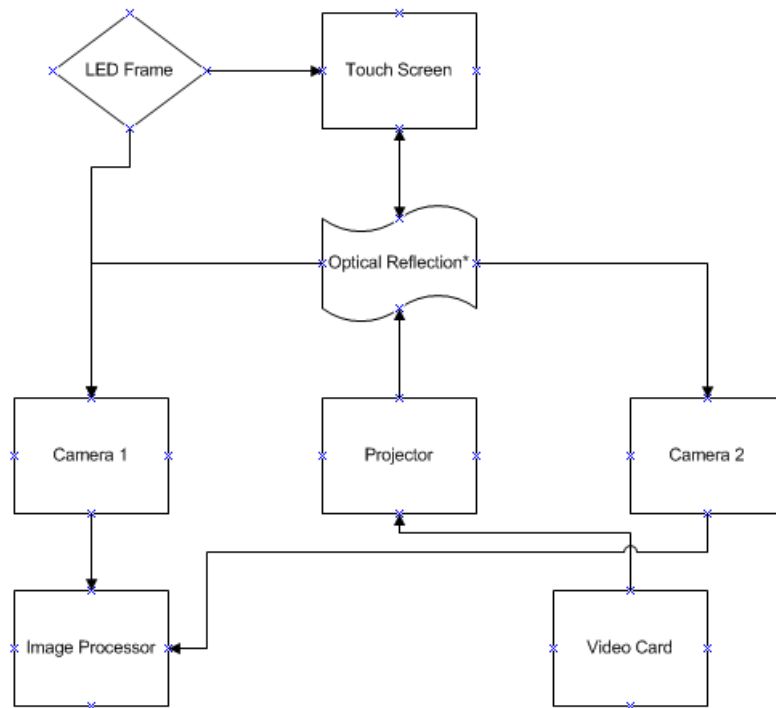 LED Frame
Touch Screen
Optical Reflection*
Camera 1
Projector
Camera 2
Image Processor
Video Card